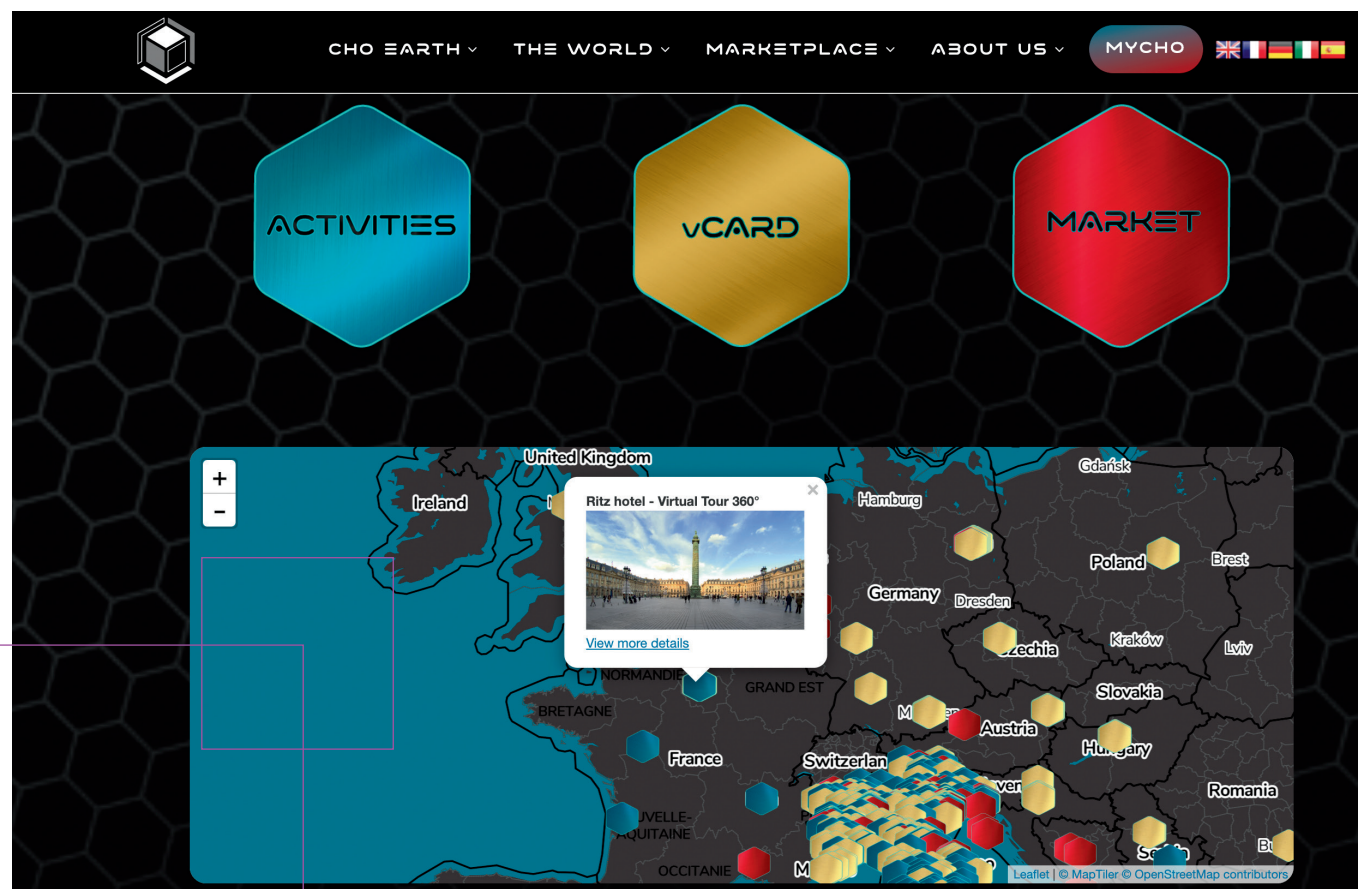 CHO EARTH
THE WORLD
MARKETPLACE
ABOUT US
MYCHO
ACTIVITIES
vCARD
MARKET
+
−
United Kingdom
Ireland
Ritz hotel - Virtual Tour 360°
×
View more details
Hamburg
Gdańsk
Poland
Brest
Germany
Dresden
Czechia
Kraków
Lviv
NORMANDIE
GRAND EST
BRETAGNE
Slovakia
Austria
Hungary
France
Switzerlan
Romania
AQUITAINE
OCCITANIE
Leaflet | © MapTiler © OpenStreetMap contributors